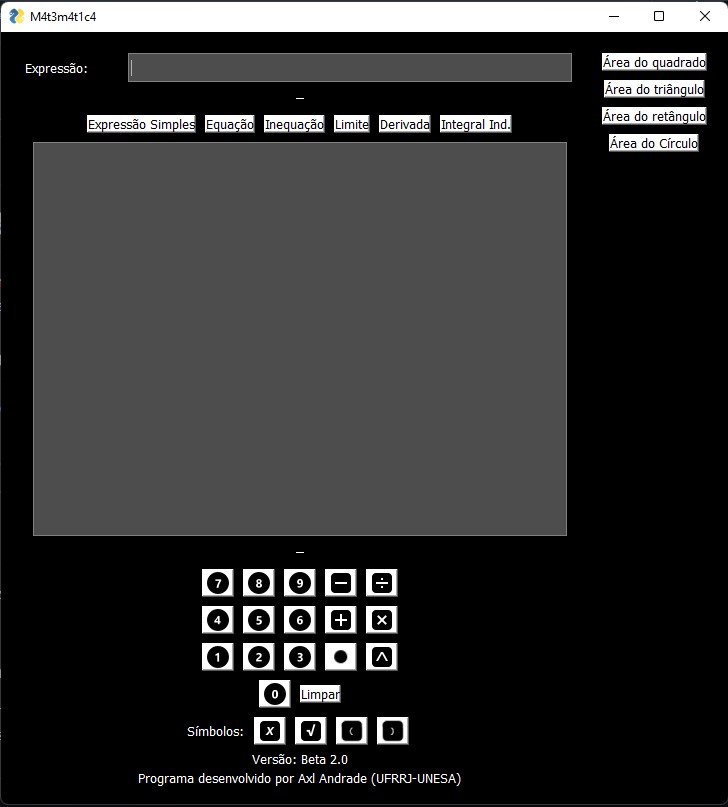 M4t3m4t1c4
Expressão:
Área do quadrado
Área do triângulo
_
Expressão Simples Equação Inequação Limite Derivada Integral Ind.
Área do retângulo
Área do Círculo
_
7 8 9 − ÷
4 5 6 + ×
1 2 3 ● ^
0 Limpar
Símbolos: x √ ( )
Versão: Beta 2.0
Programa desenvolvido por Axl Andrade (UFRRJ-UNESA)